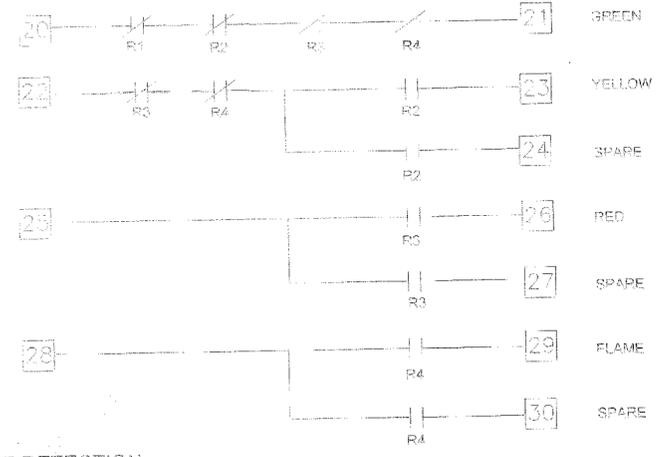 20 21 GREEN
R1 R2 R3 R4
22 23 YELLOW
R3 R4 R2
24 SPARE
R2
25 26 RED
R3
27 SPARE
R3
28 29 FLAME
R4
30 SPARE
R4